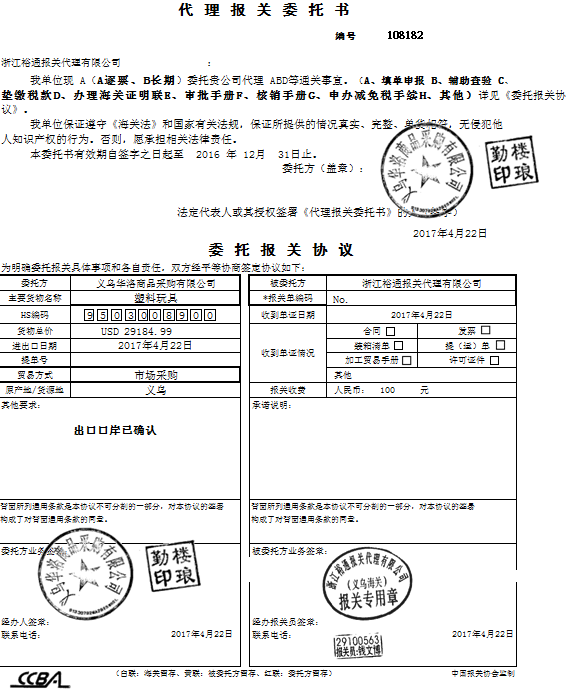 代理报关委托书
编号 108182
浙江裕通报关代理有限公司 :
我单位现 A（A逐票、B长期）委托贵公司代理 ABD等通关事宜。（A、填单申报 B、辅助查验 C、
垫缴税款D、办理海关证明联E、审批手册F、核销手册G、申办减免税手续H、其他）详见《委托报关协
议》。
我单位保证遵守《海关法》和国家有关法规，保证所提供的情况真实、完整、单货相符，无侵犯他
人知识产权的行为。否则，愿承担相关法律责任。
本委托书有效期自签字之日起至 2016 年 12月 31日止。
委托方（盖章）:
义乌华洛商品采购有限公司
楼琅勤印
法定代表人或其授权签署《代理报关委托书》的
2017年4月22日
委托报关协议
为明确委托报关具体事项和各自责任，双方经平等协商签定协议如下:
委托方 义乌华洛商品采购有限公司
主要货物名称 塑料玩具
HS编码 9503008900
货物总价 USD 29184.99
进出口日期 2017年4月22日
提单号
贸易方式 市场采购
原产地/货源地 义乌
其他要求:
出口口岸已确认
背面所列通用条款是本协议不可分割的一部分，对本协议的签署
构成了对背面通用条款的同意。
委托方业务签章:
义乌华洛商品采购有限公司
楼琅勤印
经办人签章:
联系电话: 2017年4月22日
被委托方 浙江裕通报关代理有限公司
*报关单编码 No.
收到单证日期 2017年4月22日
收到单证情况
合同 □ 发票 □
装箱清单 □ 提（运）单 □
加工贸易手册 □ 许可证件 □
其他
报关收费 人民币: 100 元
承诺说明:
背面所列通用条款是本协议不可分割的一部分，对本协议的签署
构成了对背面通用条款的同意。
被委托方业务签章:
浙江裕通报关代理有限公司
（义乌海关）
报关专用章
经办报关员签章:
29100563
报关员:钱文博
联系电话: 2017年4月22日
CCBA
（白联: 海关留存、黄联: 被委托方留存、红联: 委托方留存）
中国报关协会监制